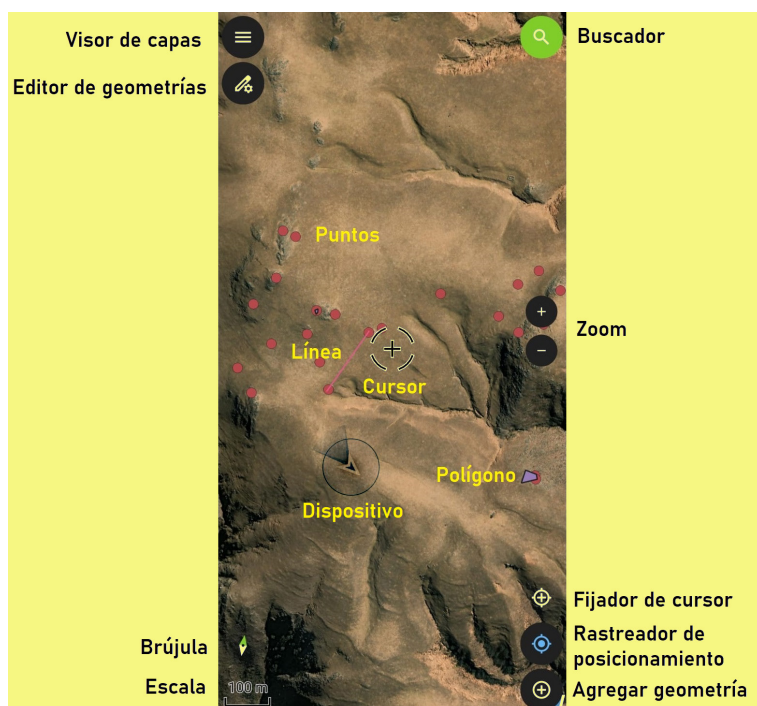 Visor de capas
Buscador
Editor de geometrías
Puntos
Línea
Zoom
Cursor
Polígono
Dispositivo
Fijador de cursor
Rastreador de
posicionamiento
Brújula
Escala
100 m
Agregar geometría